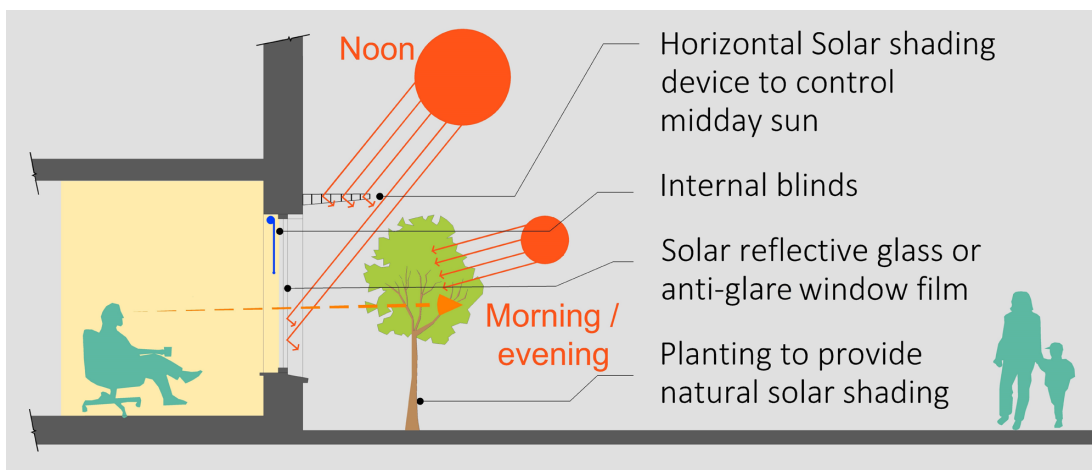 Noon
Horizontal Solar shading
device to control
midday sun
Internal blinds
Solar reflective glass or
anti-glare window film
Morning /
evening
Planting to provide
natural solar shading